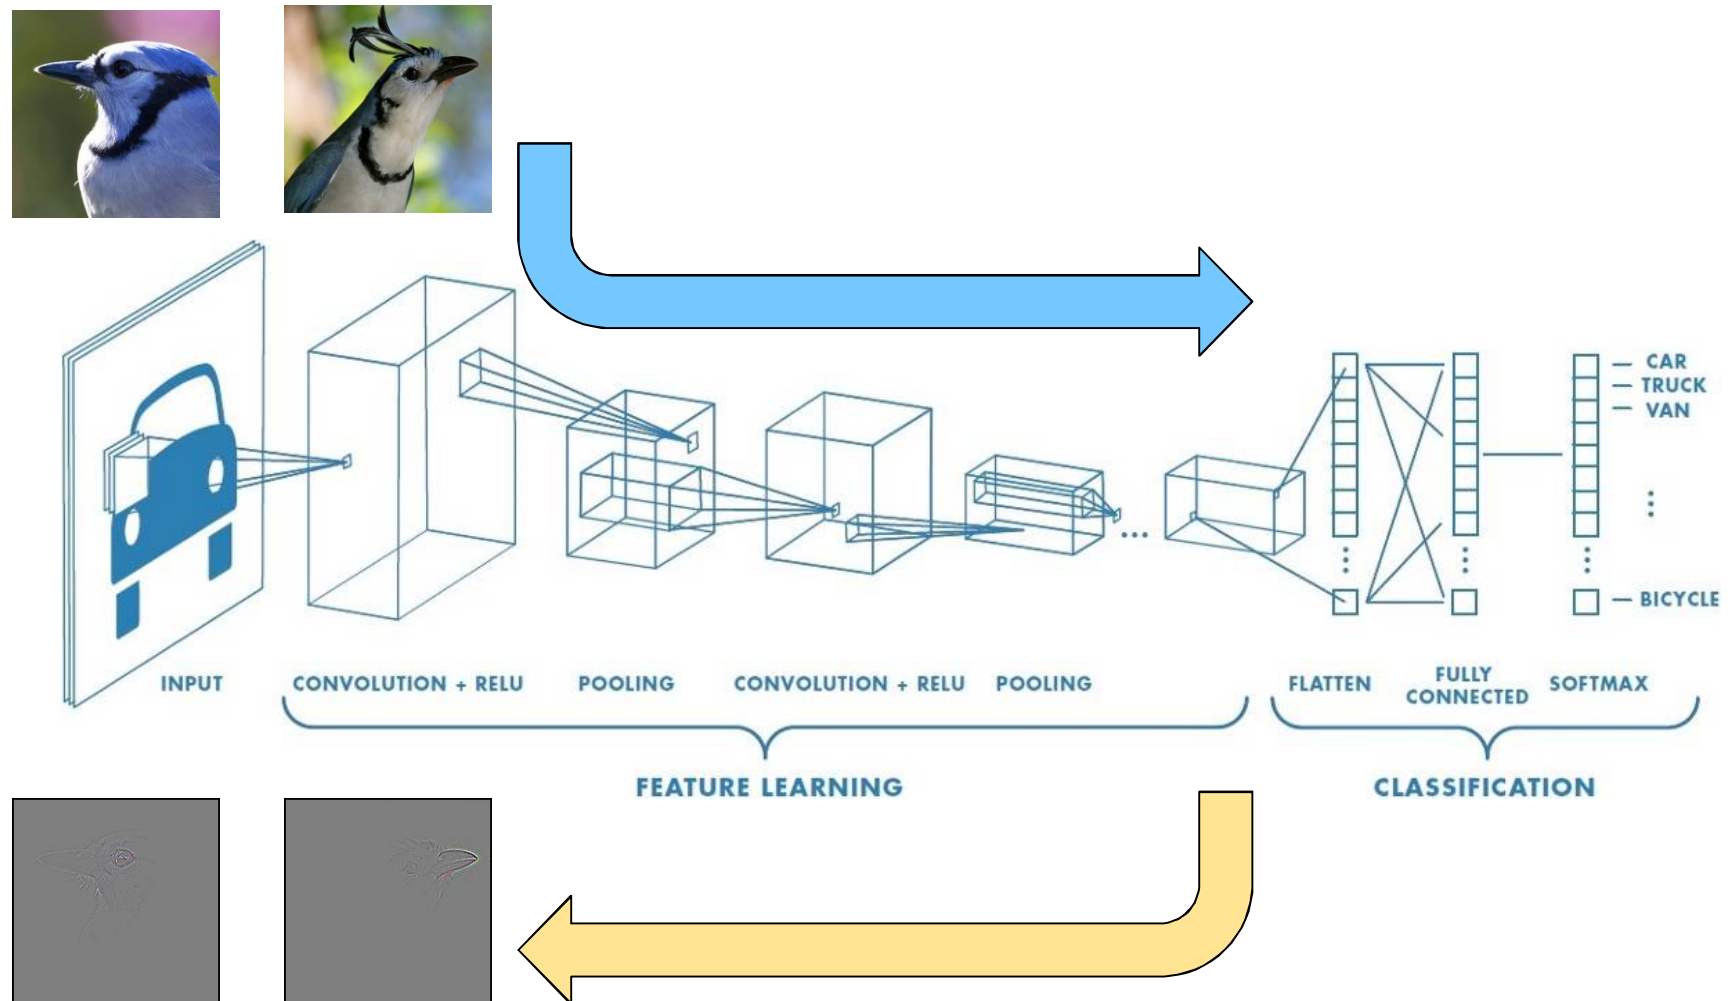 CAR
TRUCK
VAN
BICYCLE
INPUT
CONVOLUTION + RELU
POOLING
CONVOLUTION + RELU
POOLING
FLATTEN
FULLY
CONNECTED
SOFTMAX
FEATURE LEARNING
CLASSIFICATION